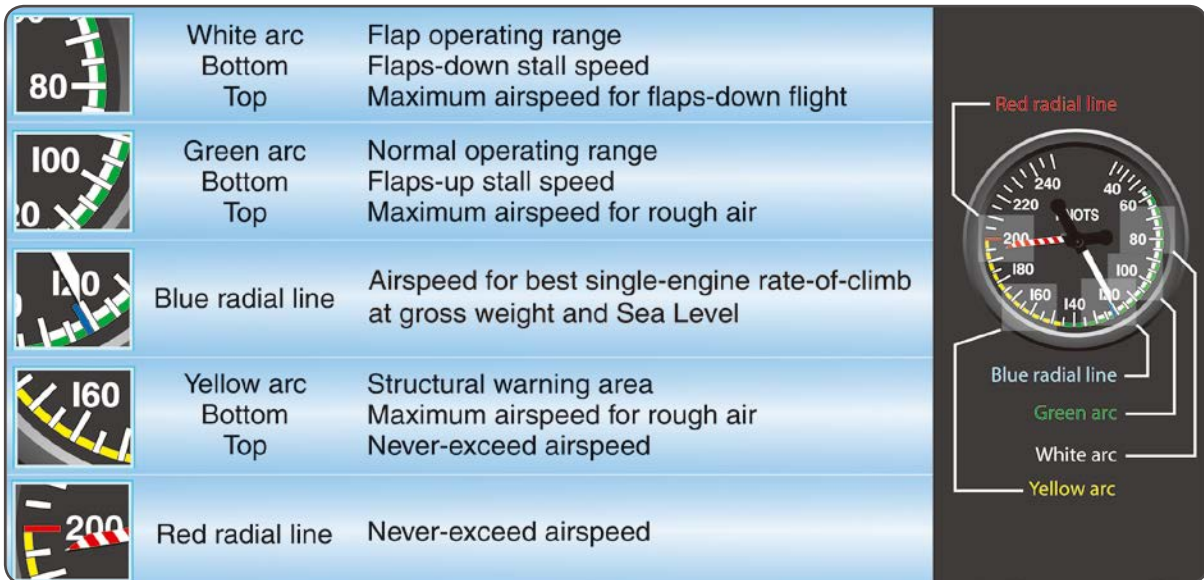 80
White arc Flap operating range
Bottom Flaps-down stall speed
Top Maximum airspeed for flaps-down flight
100
20
Green arc Normal operating range
Bottom Flaps-up stall speed
Top Maximum airspeed for rough air
120
Blue radial line Airspeed for best single-engine rate-of-climb
at gross weight and Sea Level
160
Yellow arc Structural warning area
Bottom Maximum airspeed for rough air
Top Never-exceed airspeed
200
Red radial line Never-exceed airspeed
Red radial line
240 40
220 60
200 80
180 100
160 140 120
Blue radial line
Green arc
White arc
Yellow arc